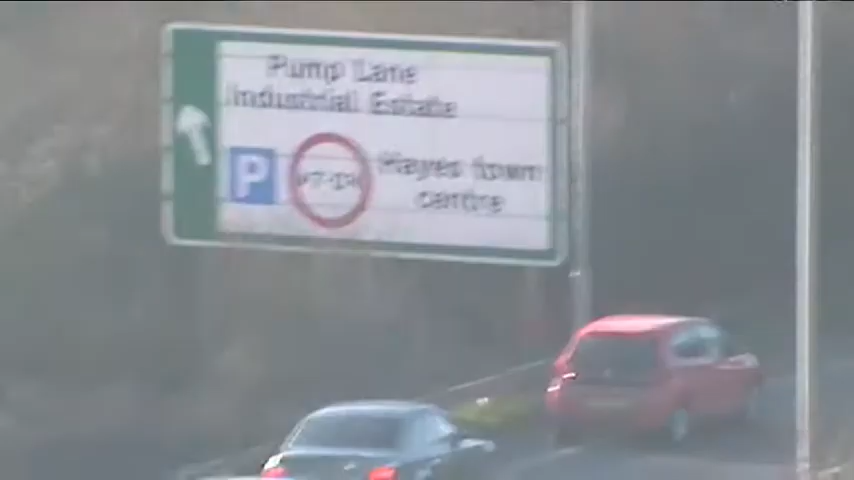 Pump Lane
Industrial Estate
P
Hayes town
centre